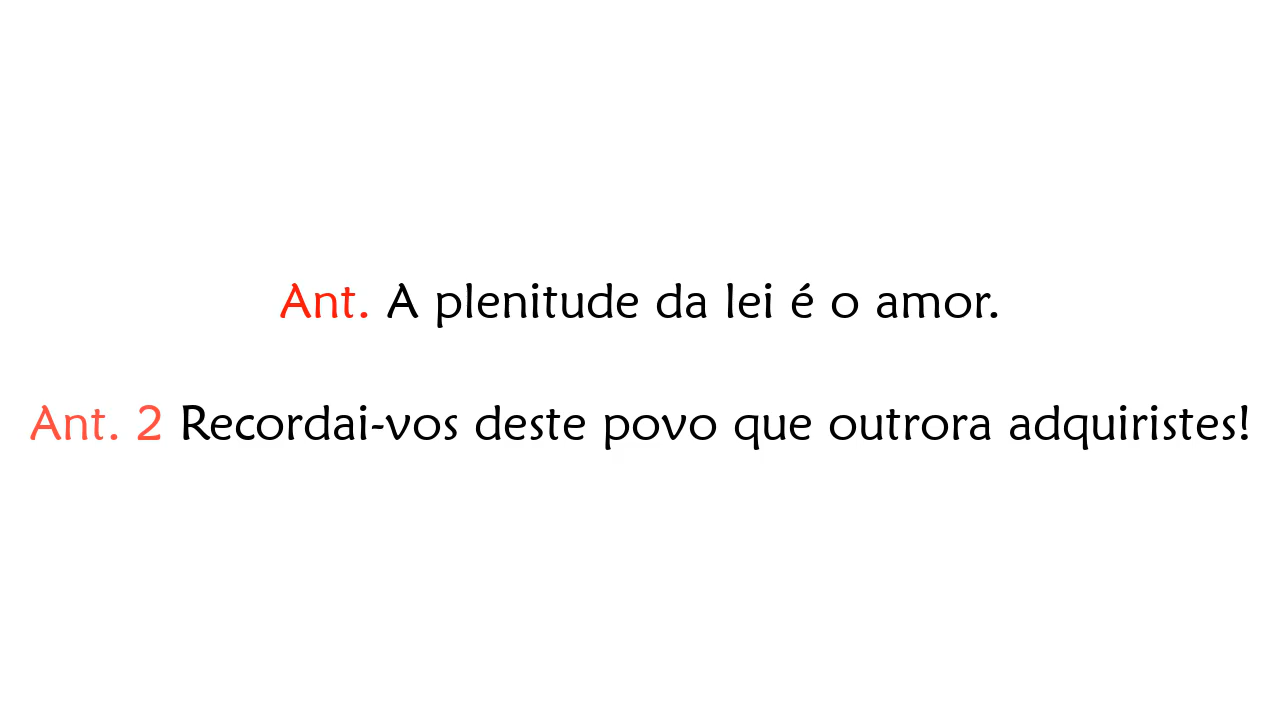 Ant. A plenitude da lei é o amor.
Ant. 2 Recordai-vos deste povo que outrora adquiristes!